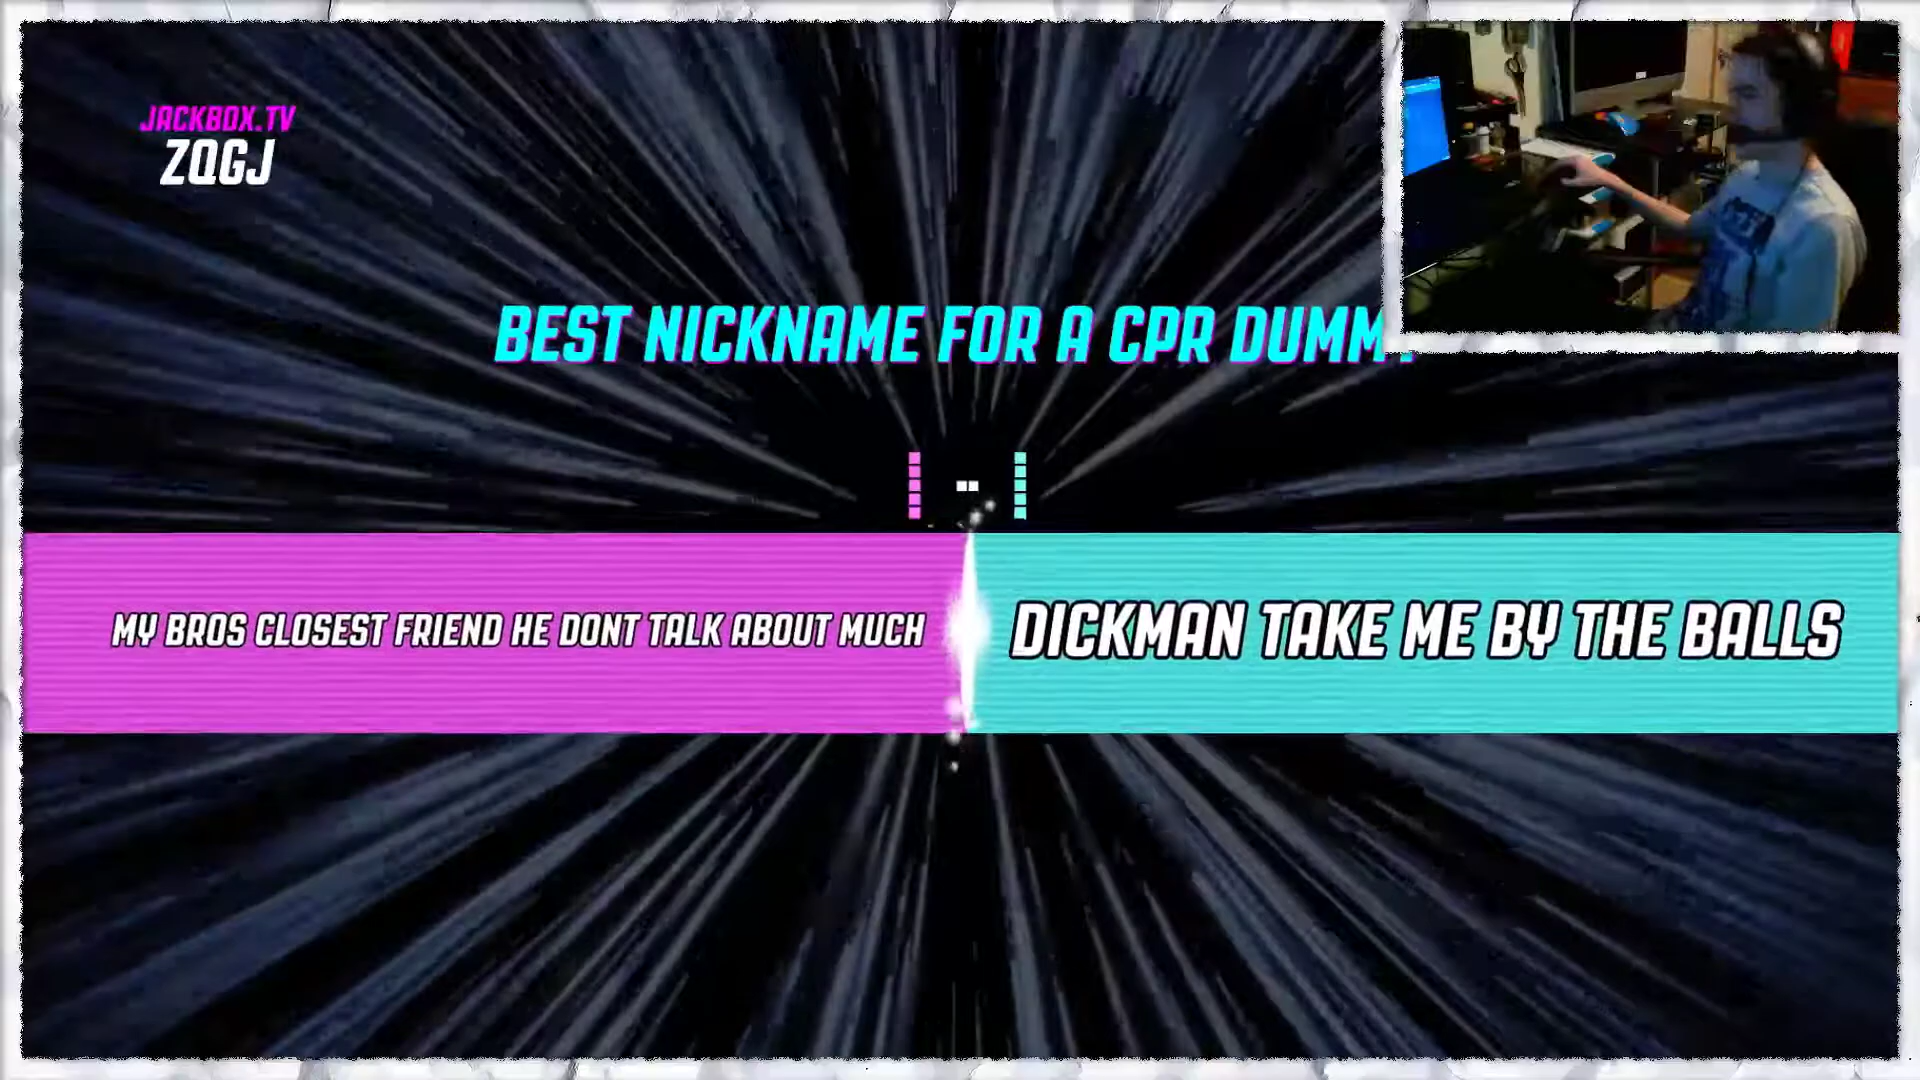 JACKBOX.TV
ZQGJ
BEST NICKNAME FOR A CPR
MY BROS CLOSEST FRIEND HE DONT TALK ABOUT MUCH
DICKMAN TAKE ME BY THE BALLS